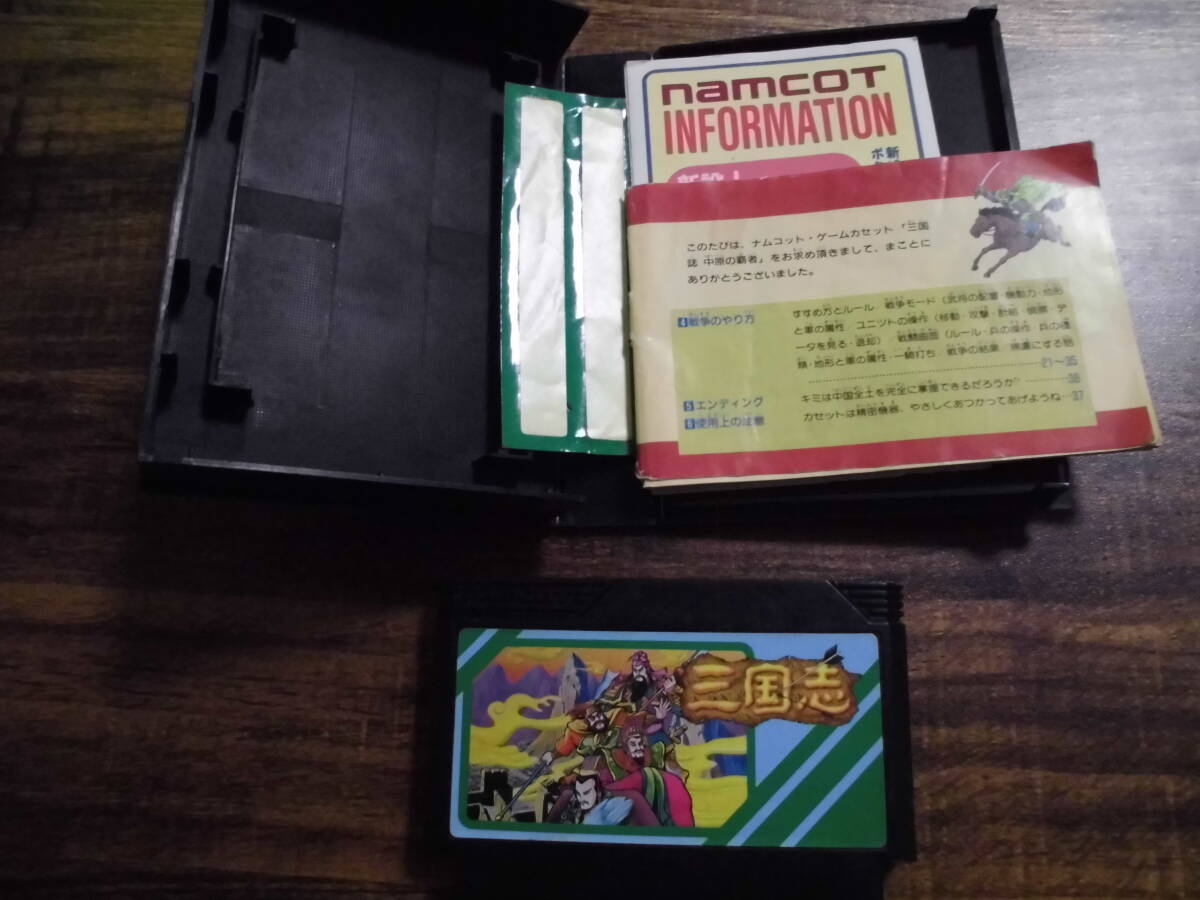 namcoT
INFORMATION
新
ボ
このたびは、ナムコット・ゲームカセット「三国
誌 中原の覇者」をお求め頂きまして、まことに
ありがとうございました。
4 戦争のやり方
すすめ方とルール 戦争モード(武将の配置・機動力・地形
と軍の属性 ユニットの操作(移動・攻撃・計略・偵察・デ
ータを見る・退却) 戦闘画面(ルール・兵の操作 兵の種
類・地形と軍の属性・一騎打ち 戦争の結果 捕虜にする
21〜35
5 エンディング
キミは中国全土を完全に掌握できるだろうか
36
6 使用上の注意
カセットは精密機器、やさしくあつかってあげようね…37
三国志